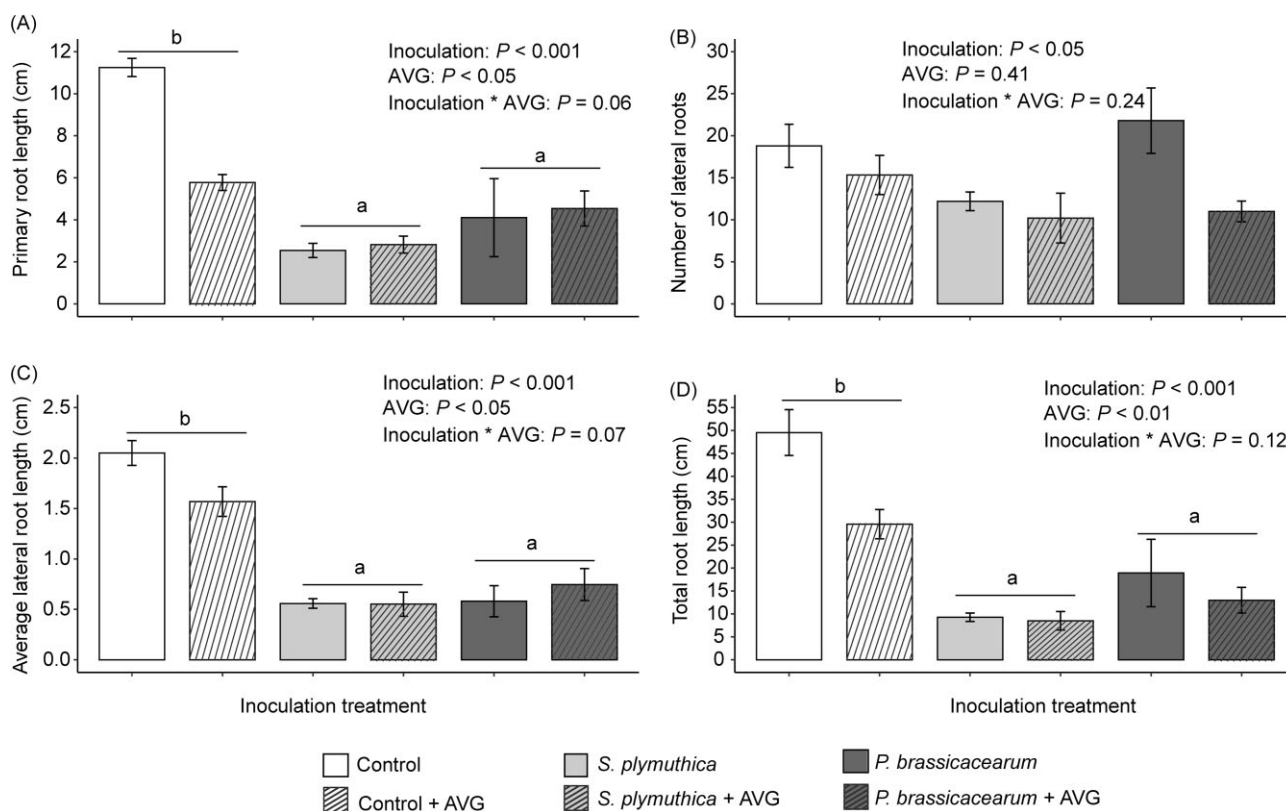 (A)
b
Inoculation: P < 0.001
AVG: P < 0.05
Inoculation * AVG: P = 0.06
a
a
Primary root length (cm)
12
10
8
6
4
2
0
(B)
Inoculation: P < 0.05
AVG: P = 0.41
Inoculation * AVG: P = 0.24
Number of lateral roots
30
25
20
15
10
5
0
(C)
Inoculation: P < 0.001
AVG: P < 0.05
Inoculation * AVG: P = 0.07
b
a
a
Average lateral root length (cm)
2.5
2.0
1.5
1.0
0.5
0.0
Inoculation treatment
(D)
Inoculation: P < 0.001
AVG: P < 0.01
Inoculation * AVG: P = 0.12
b
a
a
Total root length (cm)
55
50
45
40
35
30
25
20
15
10
5
0
Inoculation treatment
Control
S. plymuthica
P. brassicacearum
Control + AVG
S. plymuthica + AVG
P. brassicacearum + AVG